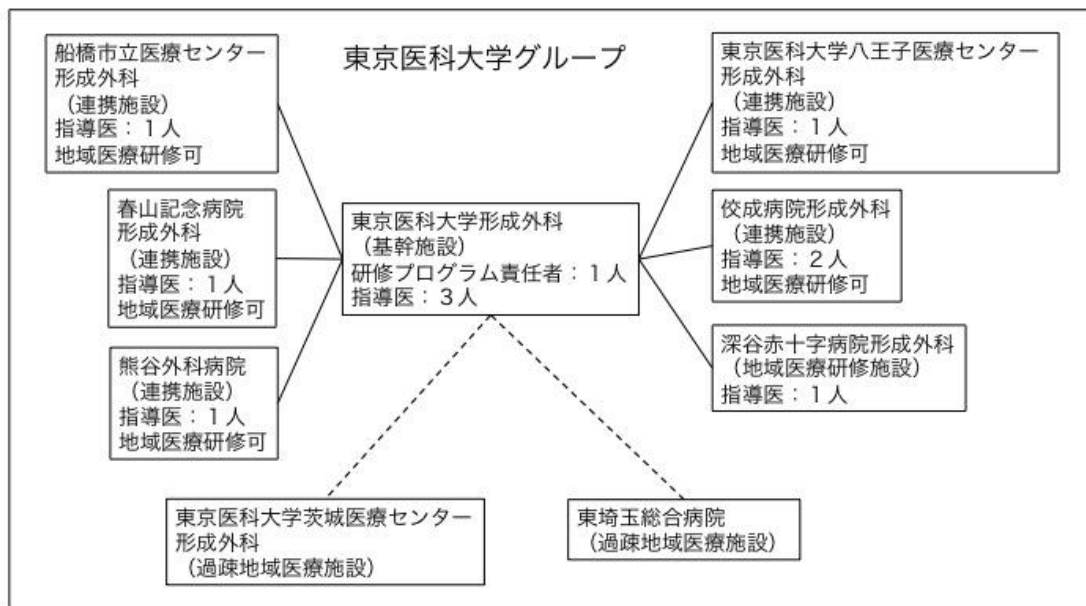 東京医科大学グループ
船橋市立医療センター
形成外科
（連携施設）
指導医：１人
地域医療研修可
春山記念病院
形成外科
（連携施設）
指導医：１人
地域医療研修可
熊谷外科病院
（連携施設）
指導医：１人
地域医療研修可
東京医科大学形成外科
（基幹施設）
研修プログラム責任者：１人
指導医：３人
東京医科大学八王子医療センター
形成外科
（連携施設）
指導医：１人
地域医療研修可
佼成病院形成外科
（連携施設）
指導医：２人
地域医療研修可
深谷赤十字病院形成外科
（地域医療研修施設）
指導医：１人
東京医科大学茨城医療センター
形成外科
（過疎地域医療施設）
東埼玉総合病院
（過疎地域医療施設）